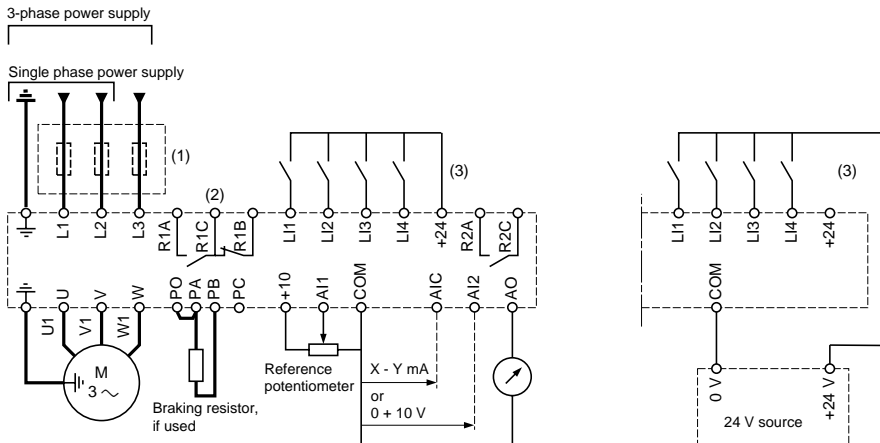 3-phase power supply
Single phase power supply
(1)
(2)
(3)
(3)
L1
L2
L3
R1A
R1C
R1B
LI1
LI2
LI3
LI4
+24
R2A
R2C
LI1
LI2
LI3
LI4
+24
U
V
W
PO
PA
PB
PC
+10
AI1
COM
AIC
AI2
AO
COM
U1
V1
W1
M
3 ~
Braking resistor,
if used
Reference
potentiometer
X - Y mA
or
0 + 10 V
0 V
+24 V
24 V source